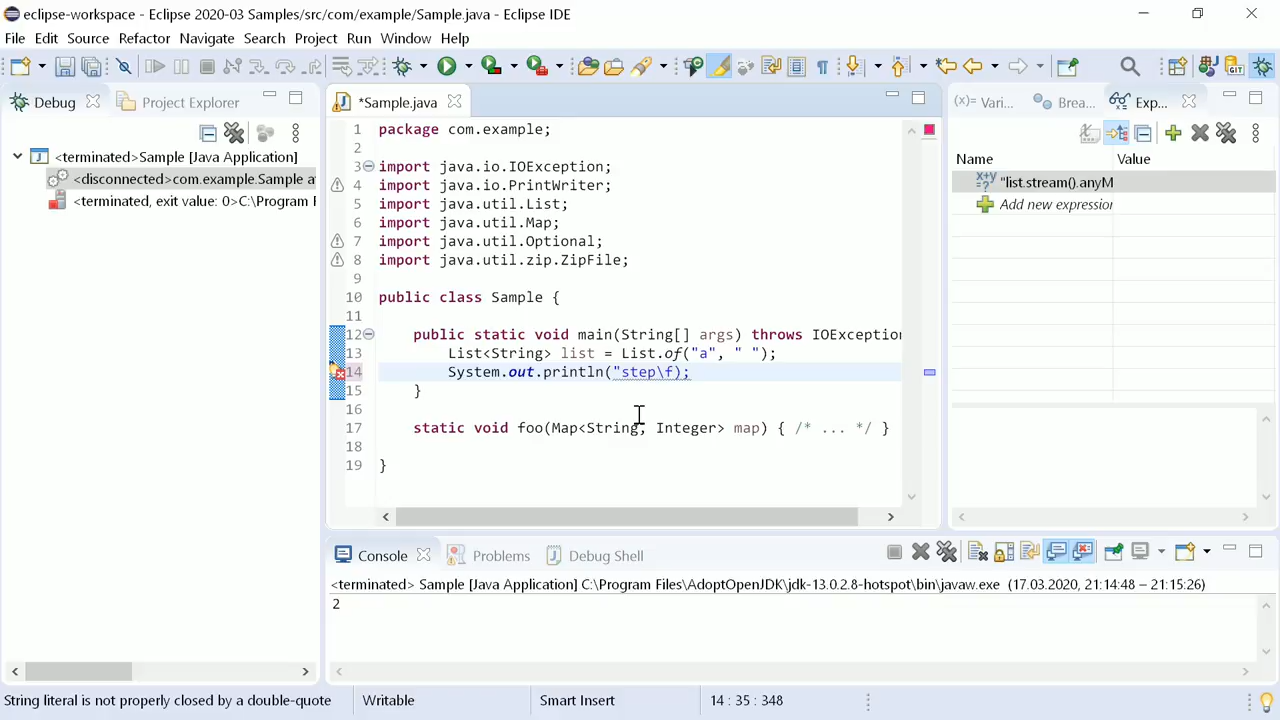 eclipse-workspace - Eclipse 2020-03 Samples/src/com/example/Sample.java - Eclipse IDE
File Edit Source Refactor Navigate Search Project Run Window Help
Debug Project Explorer
<terminated>Sample [Java Application]
<disconnected>com.example.Sample a
<terminated, exit value: 0>C:\Program F
*Sample.java
1 package com.example;
2
3 import java.io.IOException;
4 import java.io.PrintWriter;
5 import java.util.List;
6 import java.util.Map;
7 import java.util.Optional;
8 import java.util.zip.ZipFile;
9
10 public class Sample {
11
12 public static void main(String[] args) throws IOException
13 List<String> list = List.of("a", " ");
14 System.out.println("step\f);
15 }
16
17 static void foo(Map<String, Integer> map) { /* ... */ }
18
19 }
(x)= Vari... Brea... Exp...
Name Value
"list.stream().anyM
Add new expression
Console Problems Debug Shell
<terminated> Sample [Java Application] C:\Program Files\AdoptOpenJDK\jdk-13.0.2.8-hotspot\bin\javaw.exe (17.03.2020, 21:14:48 – 21:15:26)
2
String literal is not properly closed by a double-quote Writable Smart Insert 14 : 35 : 348